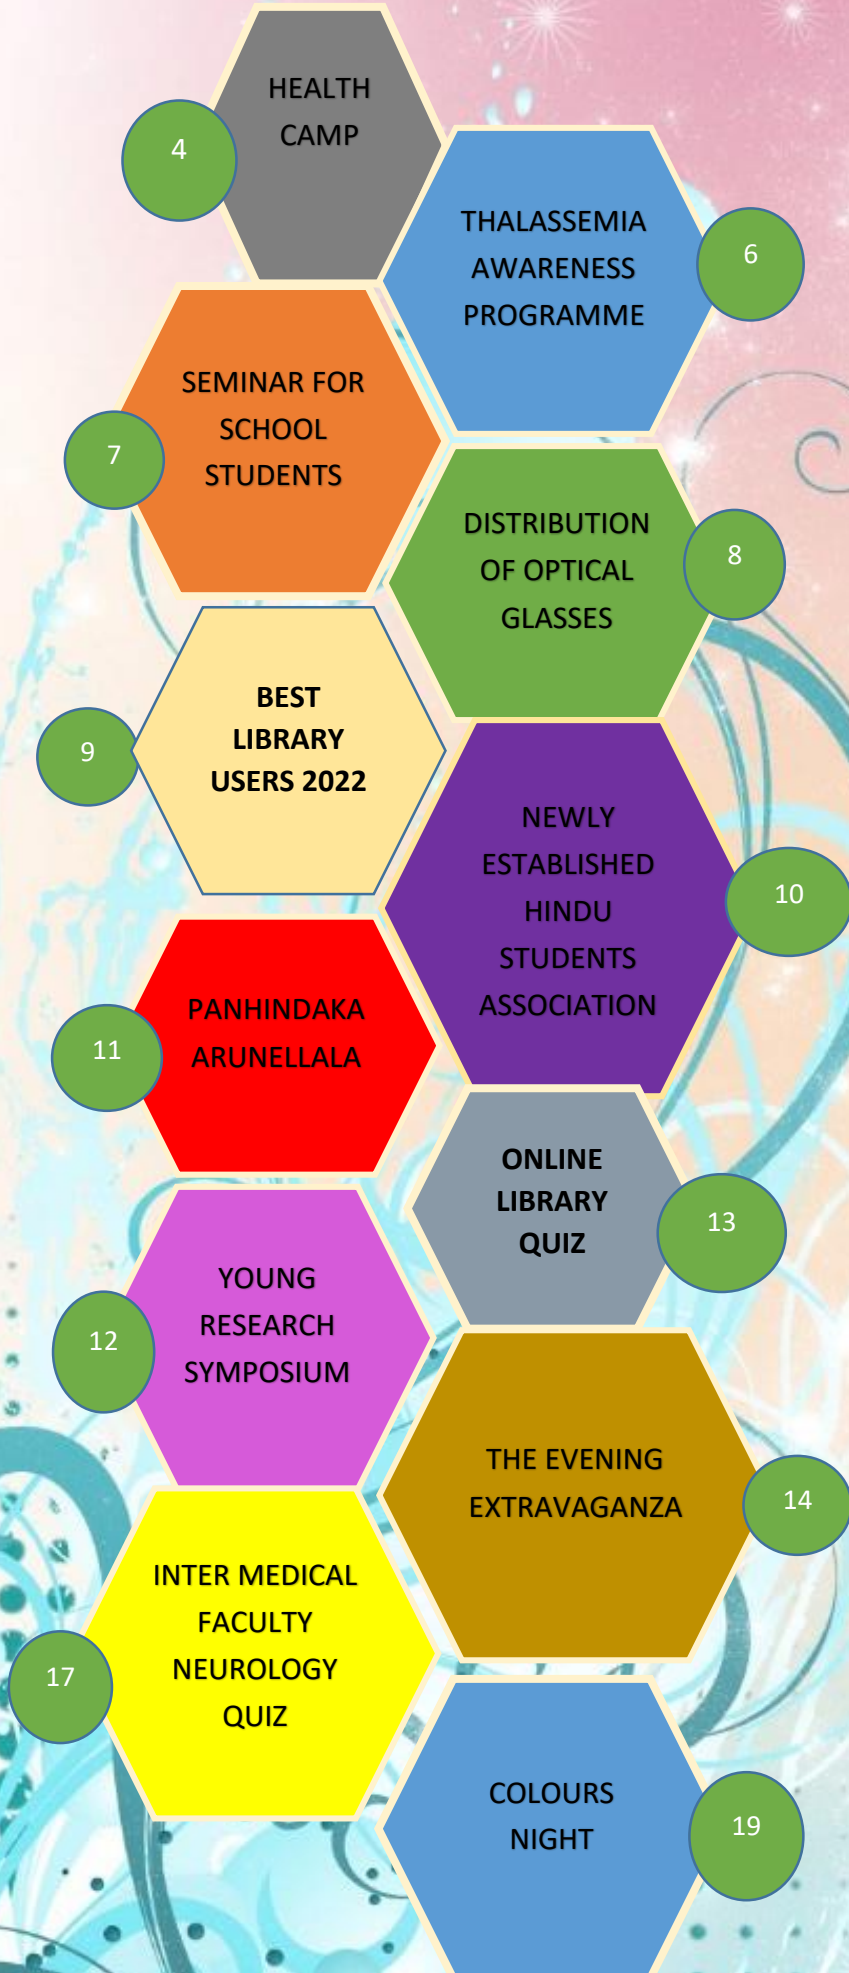 HEALTH
CAMP
4
THALASSEMIA
AWARENESS
PROGRAMME
6
SEMINAR FOR
SCHOOL
STUDENTS
7
DISTRIBUTION
OF OPTICAL
GLASSES
8
BEST
LIBRARY
USERS 2022
9
NEWLY
ESTABLISHED
HINDU
STUDENTS
ASSOCIATION
10
PANHINDAKA
ARUNELLALA
11
ONLINE
LIBRARY
QUIZ
13
YOUNG
RESEARCH
SYMPOSIUM
12
THE EVENING
EXTRAVAGANZA
14
INTER MEDICAL
FACULTY
NEUROLOGY
QUIZ
17
COLOURS
NIGHT
19